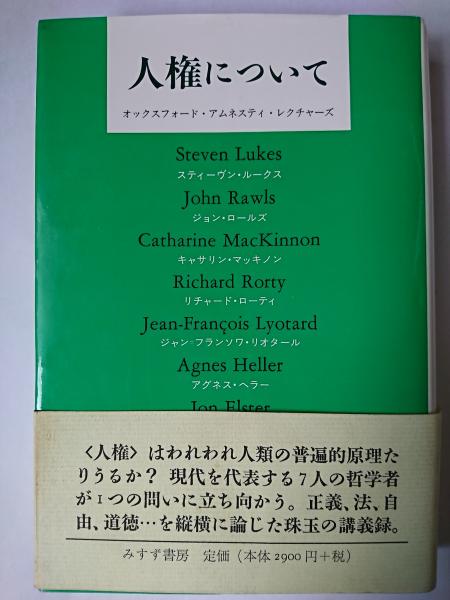 人権について
オックスフォード・アムネスティ・レクチャーズ
Steven Lukes
スティーヴン・ルークス
John Rawls
ジョン・ロールズ
Catharine MacKinnon
キャサリン・マッキノン
Richard Rorty
リチャード・ローティ
Jean-François Lyotard
ジャン=フランソワ・リオタール
Agnes Heller
アグネス・ヘラー
Jon Elster
〈人権〉はわれわれ人類の普遍的原理た
りうるか？ 現代を代表する7人の哲学者
が1つの問いに立ち向かう。正義、法、自
由、道徳…を縦横に論じた珠玉の講義録。
みすず書房 定価（本体2900円+税）